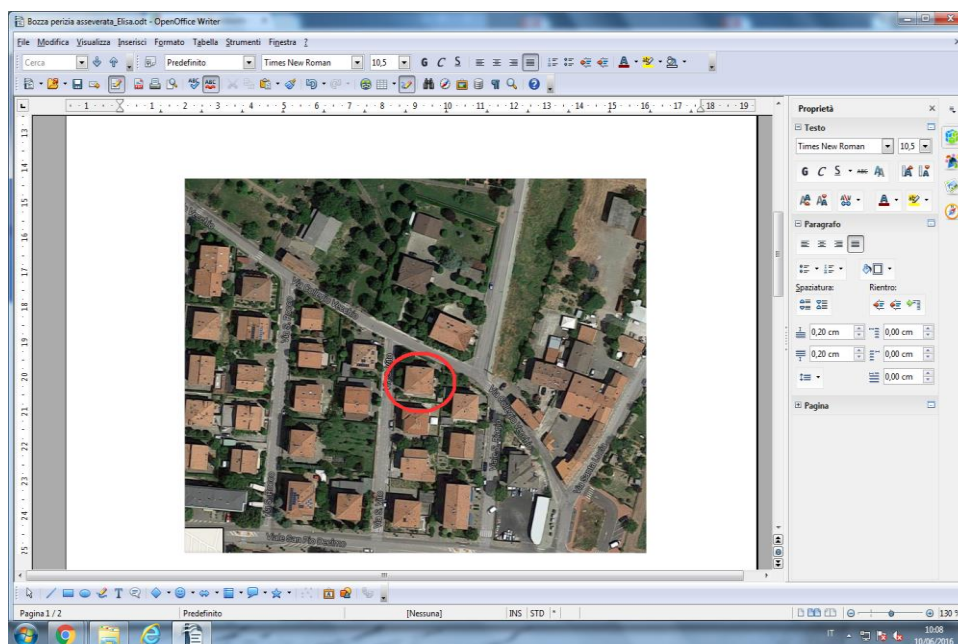 Bozza perizia asseverata_Elisa.odt - OpenOffice Writer
File Modifica Visualizza Inserisci Formato Tabella Strumenti Finestra ?
Cerca Predefinito Times New Roman 10,5 G C S
Proprietà
Testo
Times New Roman 10,5
G C S
Paragrafo
Spaziatura: Rientro:
0,20 cm 0,00 cm
0,20 cm 0,00 cm
0,00 cm
Pagina
Viale San Pio Decimo
Pagina 1 / 2 Predefinito [Nessuna] INS STD * 130 %
IT 10:08
10/06/2016